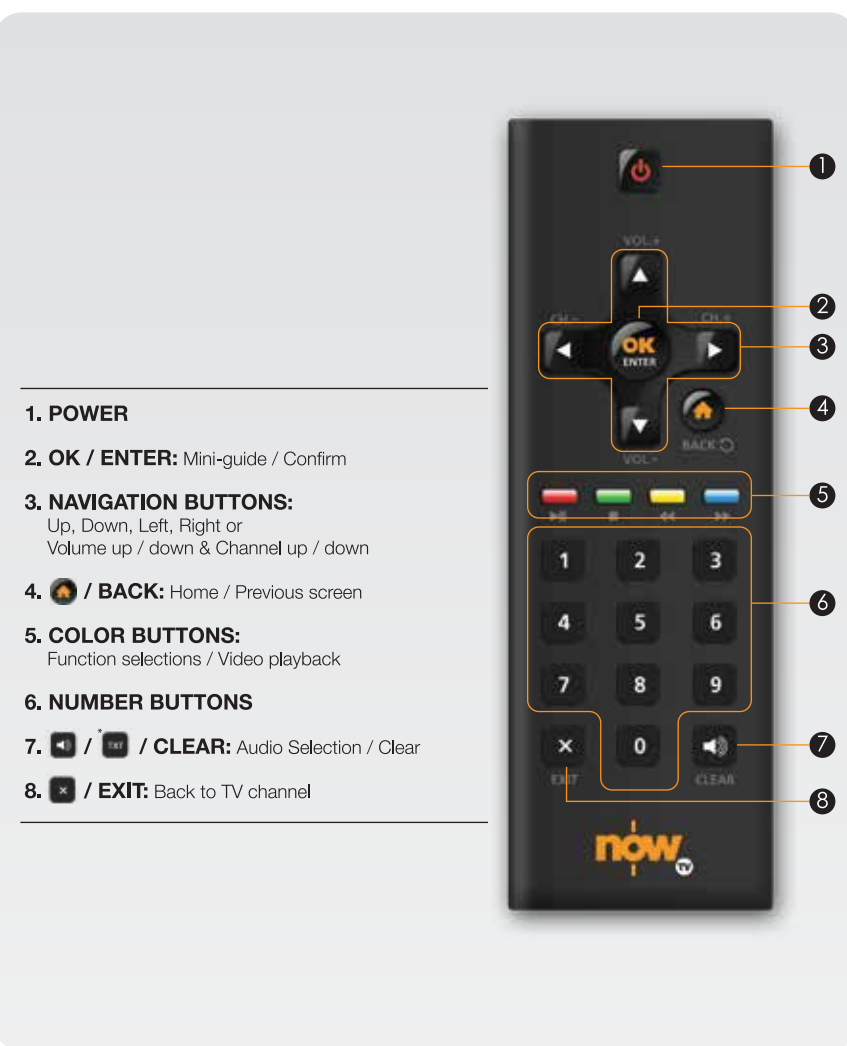 1. POWER
2. OK / ENTER: Mini-guide / Confirm
3. NAVIGATION BUTTONS:
Up, Down, Left, Right or
Volume up / down & Channel up / down
4. / BACK: Home / Previous screen
5. COLOR BUTTONS:
Function selections / Video playback
6. NUMBER BUTTONS
7. / * TXT / CLEAR: Audio Selection / Clear
8. × / EXIT: Back to TV channel
1
VOL.+
2
CH.-
CH.+
OK
ENTER
3
4
BACK
VOL.-
5
1 2 3
6
4 5 6
7 8 9
× 0
7
EXIT
CLEAR
8
now
TV